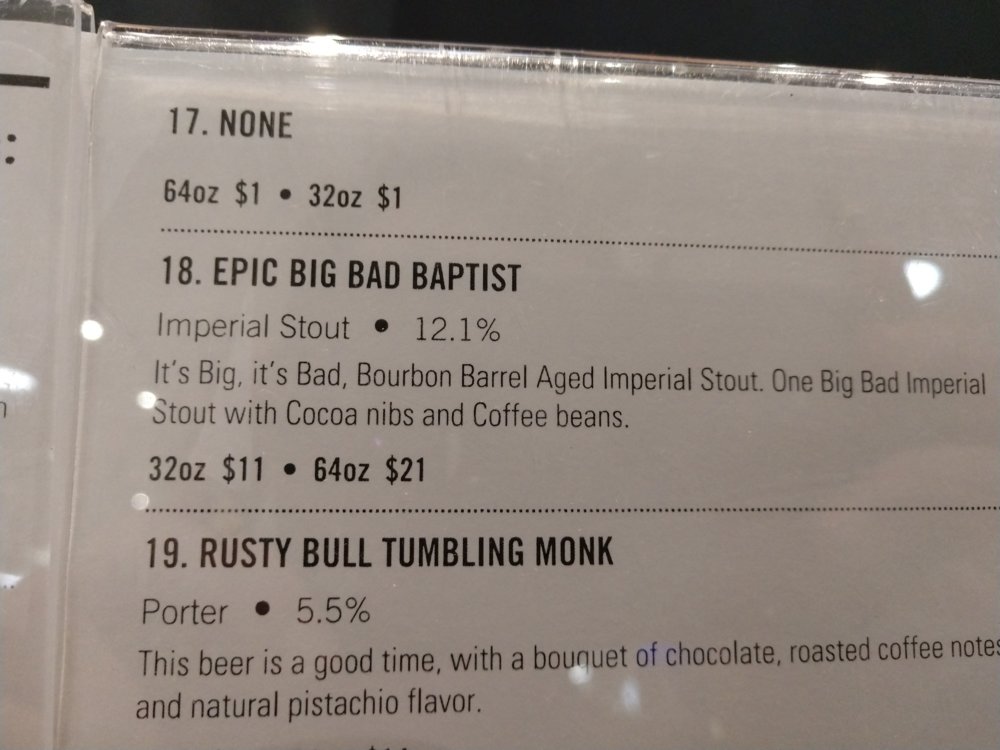 17. NONE
64oz $1 • 32oz $1
18. EPIC BIG BAD BAPTIST
Imperial Stout • 12.1%
It's Big, it's Bad, Bourbon Barrel Aged Imperial Stout. One Big Bad Imperial
Stout with Cocoa nibs and Coffee beans.
32oz $11 • 64oz $21
19. RUSTY BULL TUMBLING MONK
Porter • 5.5%
This beer is a good time, with a bouquet of chocolate, roasted coffee notes
and natural pistachio flavor.